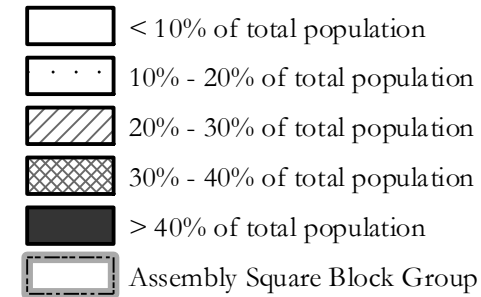 < 10% of total population
10% - 20% of total population
20% - 30% of total population
30% - 40% of total population
> 40% of total population
Assembly Square Block Group